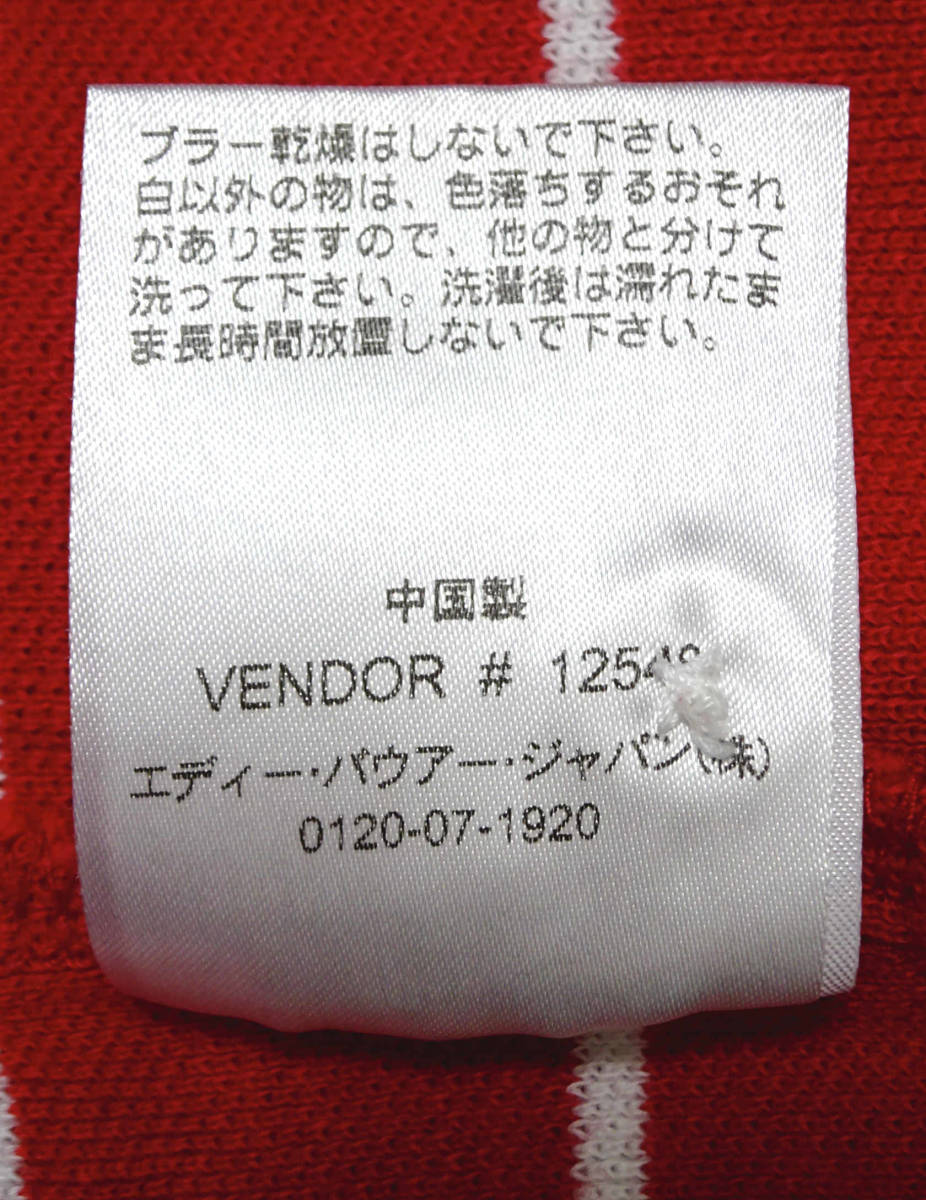 ブラー乾燥はしないで下さい。
白以外の物は、色落ちするおそれ
がありますので、他の物と分けて
洗って下さい。洗濯後は濡れたま
ま長時間放置しないで下さい。
中国製
VENDOR #
エディー・バウアー・ジャパン(株)
0120-07-1920